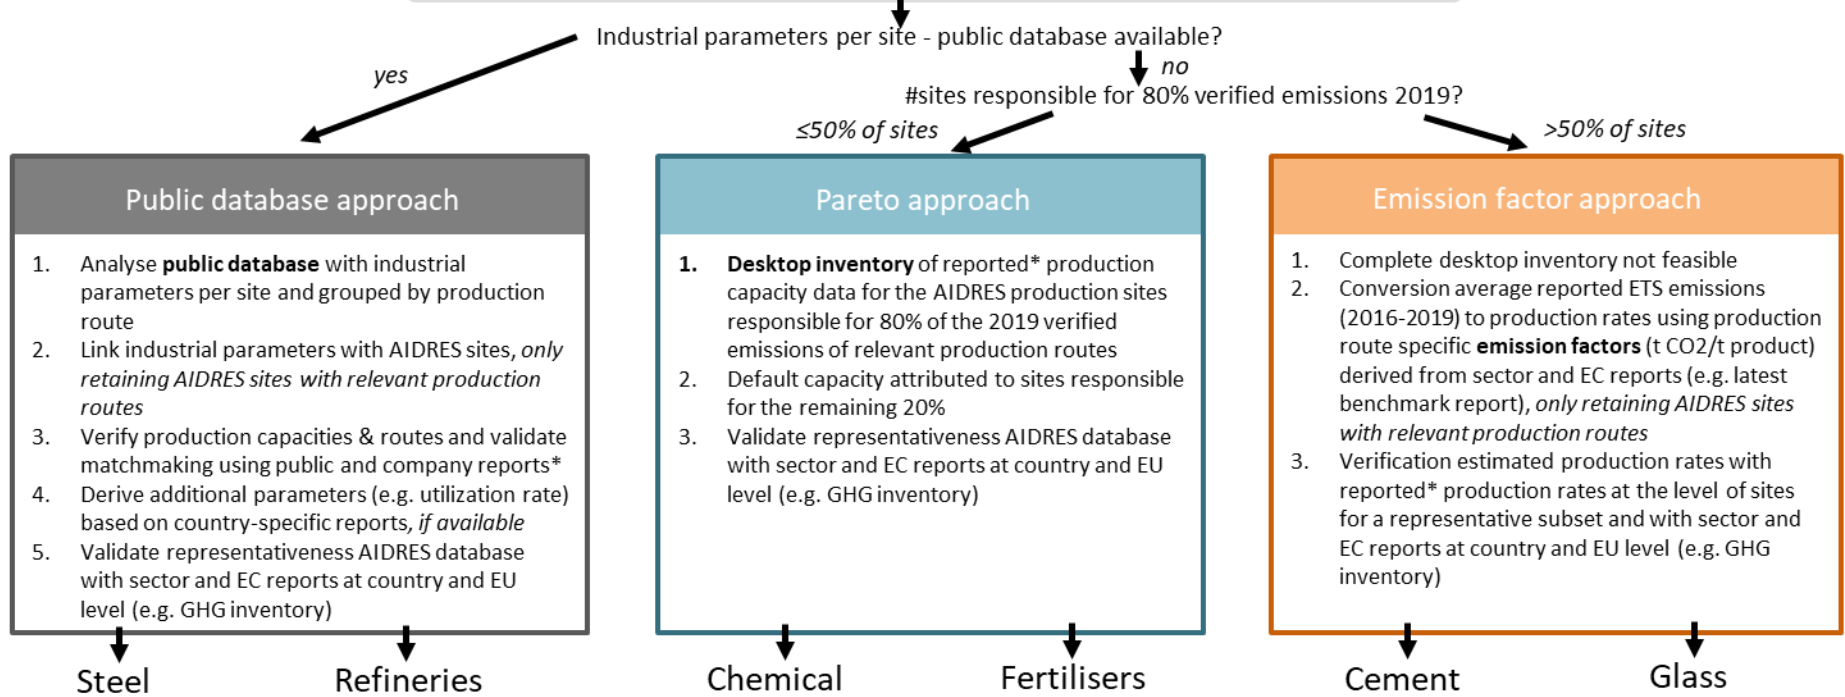 Industrial parameters per site - public database available?
yes
no
#sites responsible for 80% verified emissions 2019?
≤50% of sites
>50% of sites
Public database approach
1. Analyse public database with industrial
parameters per site and grouped by production
route
2. Link industrial parameters with AIDRES sites, only
retaining AIDRES sites with relevant production
routes
3. Verify production capacities & routes and validate
matchmaking using public and company reports*
4. Derive additional parameters (e.g. utilization rate)
based on country-specific reports, if available
5. Validate representativeness AIDRES database
with sector and EC reports at country and EU
level (e.g. GHG inventory)
Steel
Refineries
Pareto approach
1. Desktop inventory of reported* production
capacity data for the AIDRES production sites
responsible for 80% of the 2019 verified
emissions of relevant production routes
2. Default capacity attributed to sites responsible
for the remaining 20%
3. Validate representativeness AIDRES database
with sector and EC reports at country and EU
level (e.g. GHG inventory)
Chemical
Fertilisers
Emission factor approach
1. Complete desktop inventory not feasible
2. Conversion average reported ETS emissions
(2016-2019) to production rates using production
route specific emission factors (t CO2/t product)
derived from sector and EC reports (e.g. latest
benchmark report), only retaining AIDRES sites
with relevant production routes
3. Verification estimated production rates with
reported* production rates at the level of sites
for a representative subset and with sector and
EC reports at country and EU level (e.g. GHG
inventory)
Cement
Glass